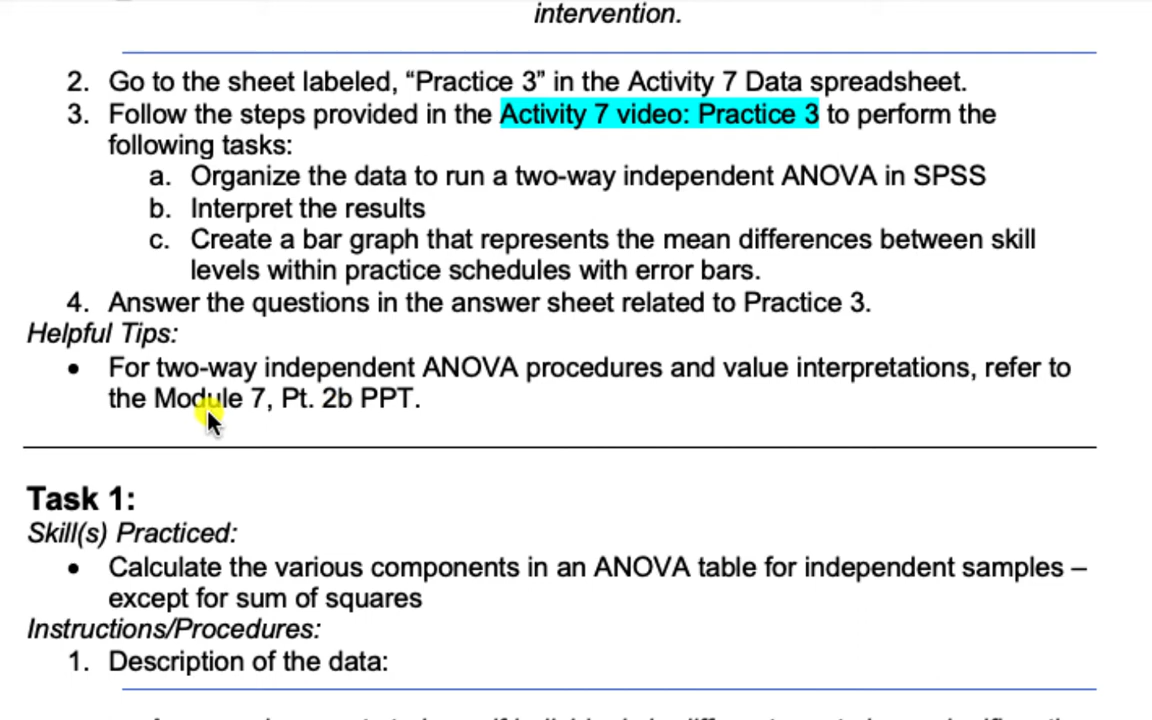 intervention.
2. Go to the sheet labeled, “Practice 3” in the Activity 7 Data spreadsheet.
3. Follow the steps provided in the Activity 7 video: Practice 3 to perform the
following tasks:
a. Organize the data to run a two-way independent ANOVA in SPSS
b. Interpret the results
c. Create a bar graph that represents the mean differences between skill
levels within practice schedules with error bars.
4. Answer the questions in the answer sheet related to Practice 3.
Helpful Tips:
• For two-way independent ANOVA procedures and value interpretations, refer to
the Module 7, Pt. 2b PPT.
Task 1:
Skill(s) Practiced:
• Calculate the various components in an ANOVA table for independent samples –
except for sum of squares
Instructions/Procedures:
1. Description of the data: